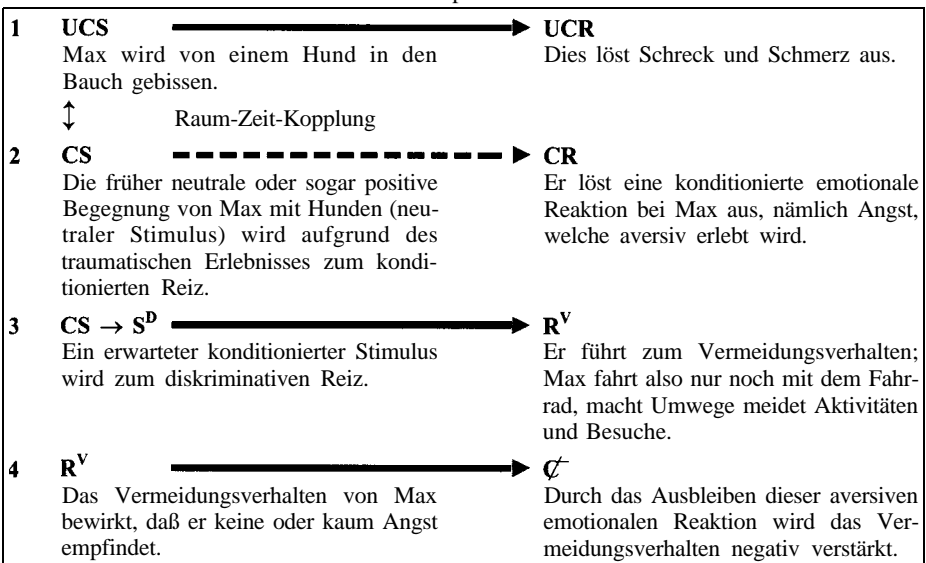 1 UCS UCR
Max wird von einem Hund in den
Bauch gebissen.
Dies löst Schreck und Schmerz aus.
↕ Raum-Zeit-Kopplung
2 CS CR
Die früher neutrale oder sogar positive
Begegnung von Max mit Hunden (neu-
traler Stimulus) wird aufgrund des
traumatischen Erlebnisses zum kondi-
tionierten Reiz.
Er löst eine konditionierte emotionale
Reaktion bei Max aus, nämlich Angst,
welche aversiv erlebt wird.
3 CS → Sᴰ Rⱽ
Ein erwarteter konditionierter Stimulus
wird zum diskriminativen Reiz.
Er führt zum Vermeidungsverhalten;
Max fahrt also nur noch mit dem Fahr-
rad, macht Umwege meidet Aktivitäten
und Besuche.
4 Rⱽ C̸⁻
Das Vermeidungsverhalten von Max
bewirkt, daß er keine oder kaum Angst
empfindet.
Durch das Ausbleiben dieser aversiven
emotionalen Reaktion wird das Ver-
meidungsverhalten negativ verstärkt.